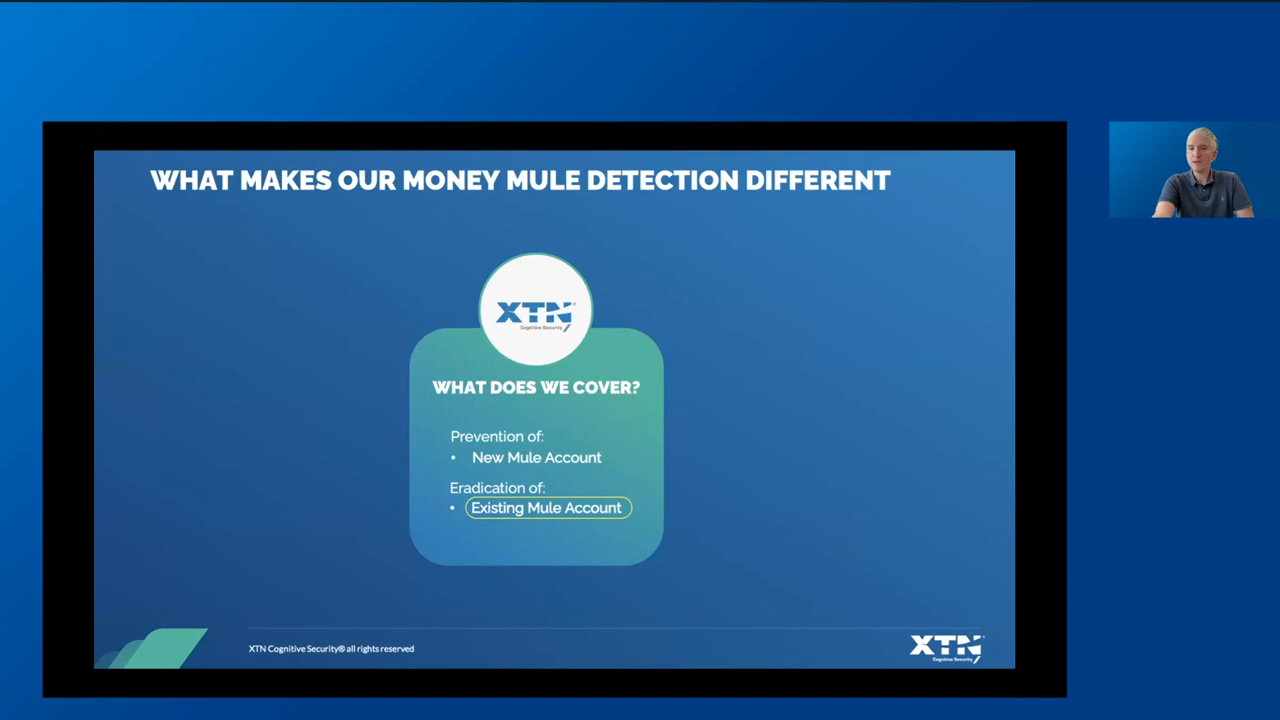 WHAT MAKES OUR MONEY MULE DETECTION DIFFERENT
XTN®
Cognitive Security
WHAT DOES WE COVER?
Prevention of:
• New Mule Account
Eradication of:
• Existing Mule Account
XTN Cognitive Security® all rights reserved
XTN®
Cognitive Security